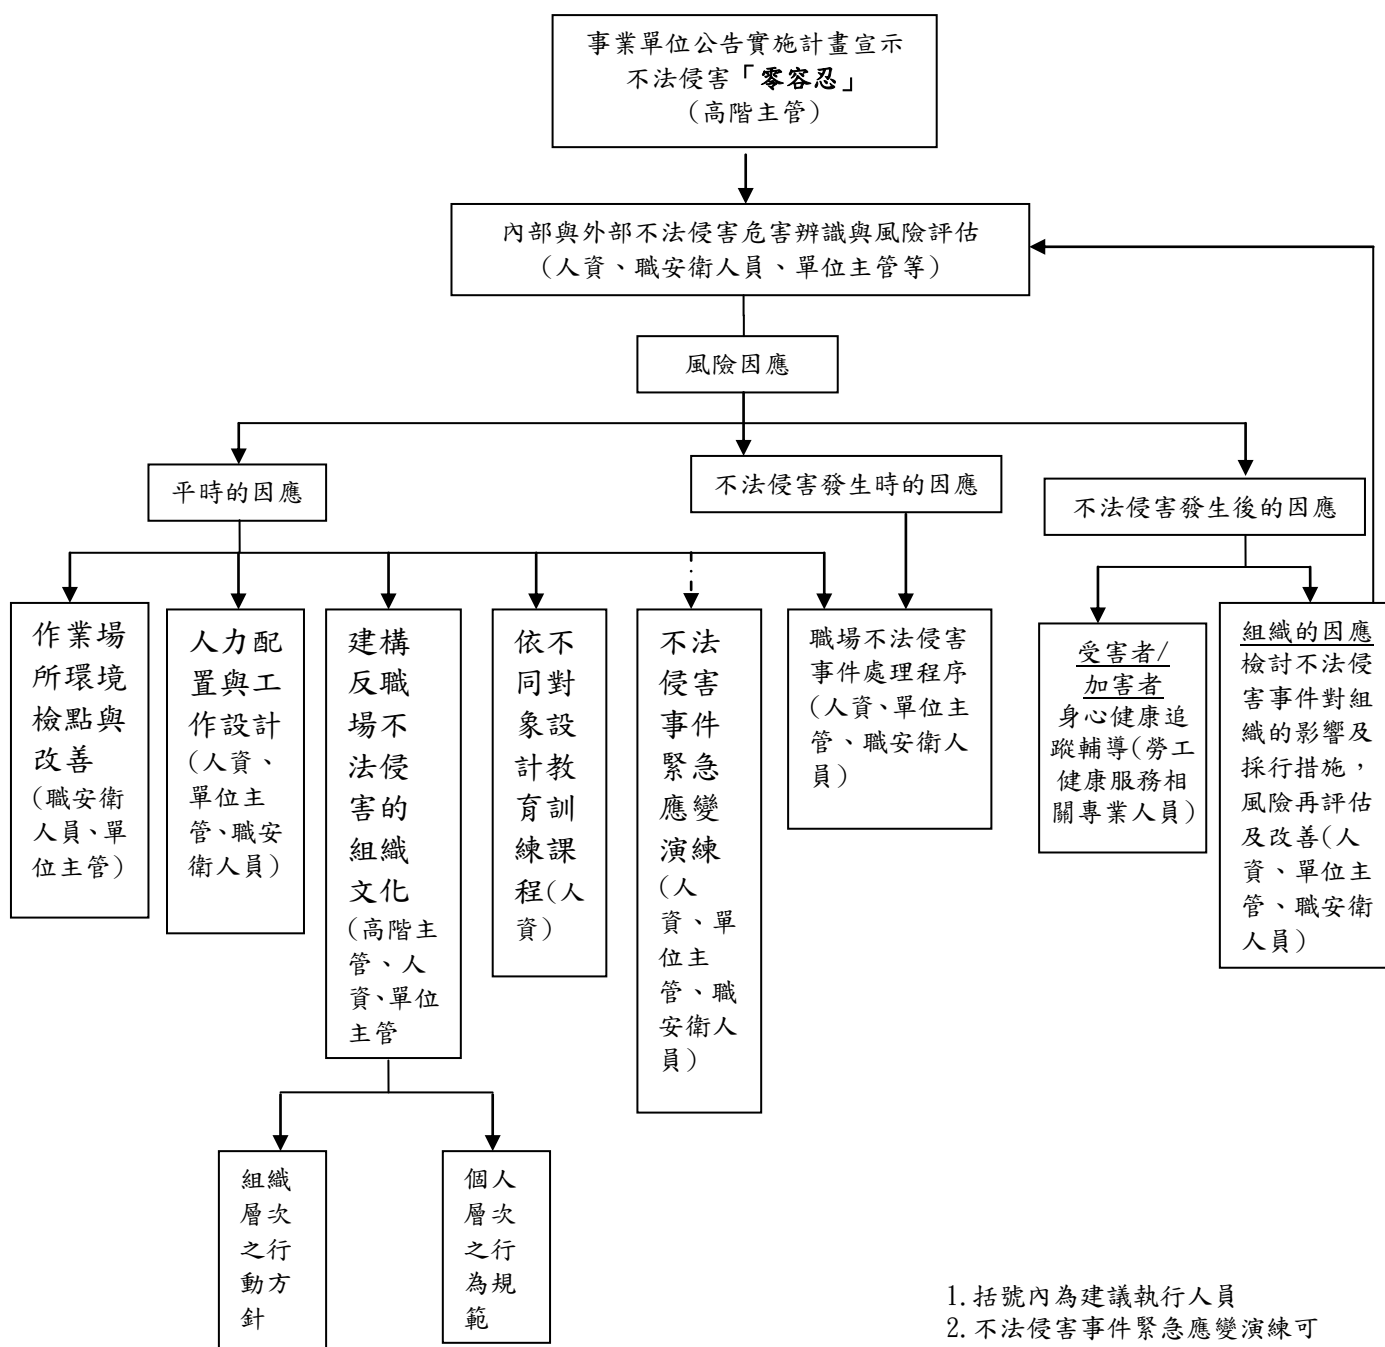 事業單位公告實施計畫宣示
不法侵害「零容忍」
(高階主管)
內部與外部不法侵害危害辨識與風險評估
(人資、職安衛人員、單位主管等)
風險因應
平時的因應
不法侵害發生時的因應
不法侵害發生後的因應
作業場
所環境
檢點與
改善
(職安衛
人員、單
位主管)
人力配
置與工
作設計
(人資、
單位主
管、職安
衛人員)
建構
反職
場不
法侵
害的
組織
文化
(高階主
管、人
資、單位
主管
依不
同對
象設
計教
育訓
練課
程(人
資)
不法
侵害
事件
緊急
應變
演練
(人
資、單
位主
管、職
安衛人
員)
職場不法侵害
事件處理程序
(人資、單位主
管、職安衛人
員)
受害者/
加害者
身心健康追
蹤輔導(勞工
健康服務相
關專業人員)
組織的因應
檢討不法侵
害事件對組
織的影響及
採行措施，
風險再評估
及改善(人
資、單位主
管、職安衛
人員)
組織
層次
之行
動方
針
個人
層次
之行
為規
範
1.括號內為建議執行人員
2.不法侵害事件緊急應變演練可